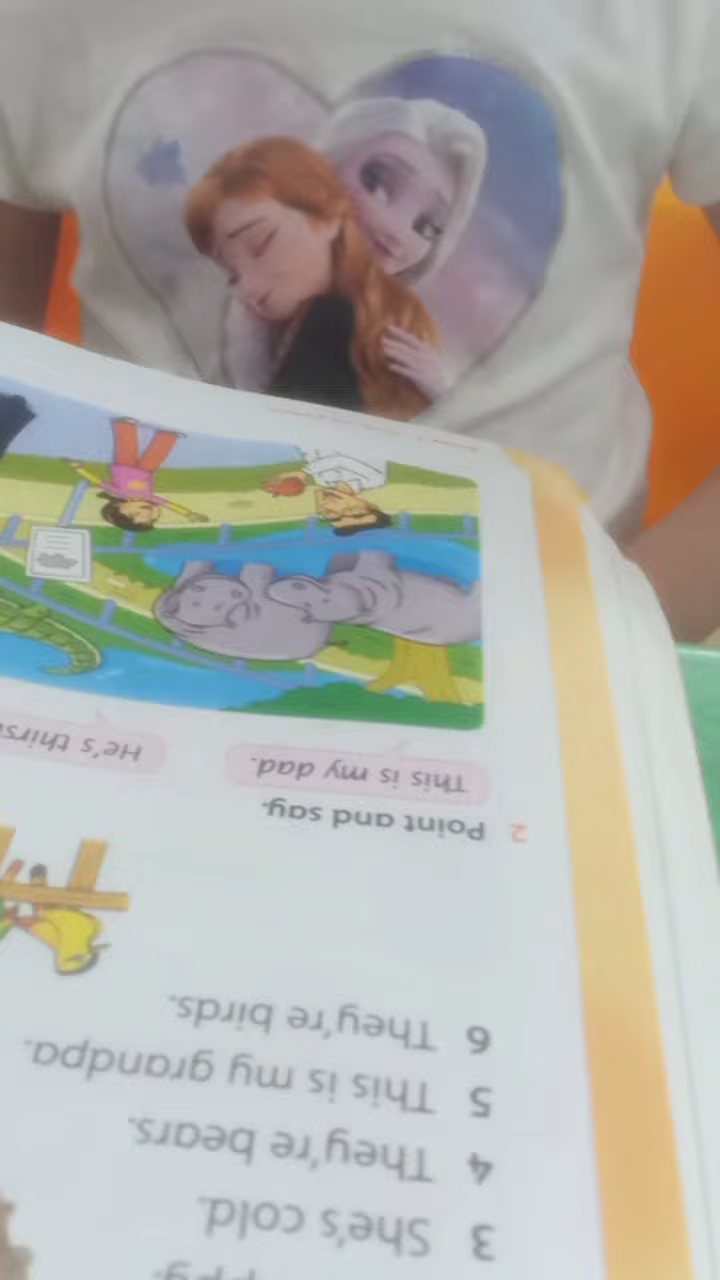 3 She's cold.
4 They're bears.
5 This is my grandpa.
6 They're birds.
2 Point and say.
This is my dad.
He's